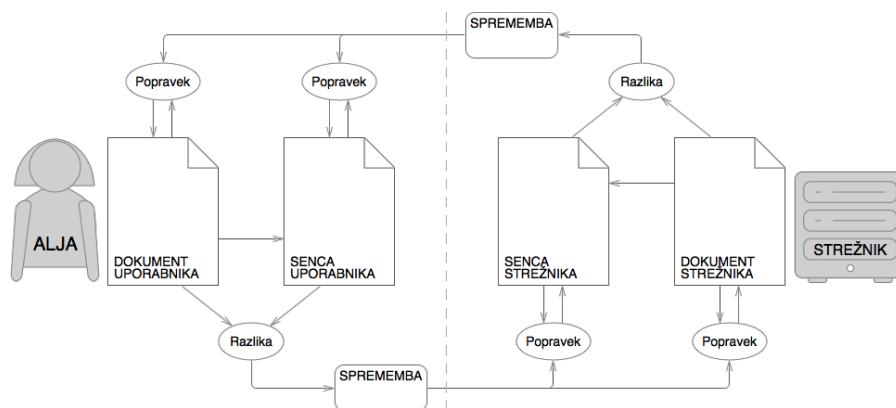 SPREMEMBA
Popravek
Popravek
Razlika
ALJA
DOKUMENT
UPORABNIKA
SENCA
UPORABNIKA
SENCA
STREŽNIKA
DOKUMENT
STREŽNIKA
STREŽNIK
Razlika
Popravek
Popravek
SPREMEMBA